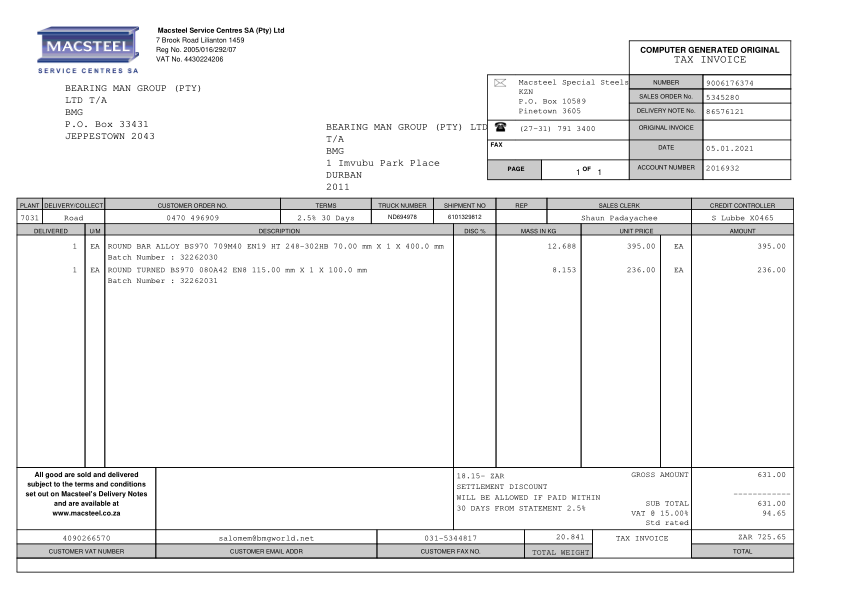 Macsteel Service Centres SA (Pty) Ltd
7 Brook Road Lilianton 1459
Reg No. 2005/016/292/07
VAT No. 4430224206
MACSTEEL
SERVICE CENTRES SA
COMPUTER GENERATED ORIGINAL
TAX INVOICE
BEARING MAN GROUP (PTY)
LTD T/A
BMG
P.O. Box 33431
JEPPESTOWN 2043
BEARING MAN GROUP (PTY) LTD
T/A
BMG
1 Imvubu Park Place
DURBAN
2011
Macsteel Special Steels
KZN
P.O. Box 10589
Pinetown 3605
(27-31) 791 3400
FAX
PAGE 1 OF 1
NUMBER 9006176374
SALES ORDER No. 5345280
DELIVERY NOTE No. 86576121
ORIGINAL INVOICE
DATE 05.01.2021
ACCOUNT NUMBER 2016932
PLANT DELIVERY/COLLECT CUSTOMER ORDER NO. TERMS TRUCK NUMBER SHIPMENT NO REP SALES CLERK CREDIT CONTROLLER
7031 Road 0470 496909 2.5% 30 Days ND694978 6101329812 Shaun Padayachee S Lubbe X0465
DELIVERED U/M DESCRIPTION DISC % MASS IN KG UNIT PRICE AMOUNT
1 EA ROUND BAR ALLOY BS970 709M40 EN19 HT 248-302HB 70.00 mm X 1 X 400.0 mm 12.688 395.00 EA 395.00
Batch Number : 32262030
1 EA ROUND TURNED BS970 080A42 EN8 115.00 mm X 1 X 100.0 mm 8.153 236.00 EA 236.00
Batch Number : 32262031
All good are sold and delivered
subject to the terms and conditions
set out on Macsteel's Delivery Notes
and are available at
www.macsteel.co.za
18.15- ZAR
SETTLEMENT DISCOUNT
WILL BE ALLOWED IF PAID WITHIN
30 DAYS FROM STATEMENT 2.5%
GROSS AMOUNT 631.00
------------
SUB TOTAL 631.00
VAT @ 15.00% 94.65
Std rated
4090266570 salomem@bmgworld.net 031-5344817 20.841 TAX INVOICE ZAR 725.65
CUSTOMER VAT NUMBER CUSTOMER EMAIL ADDR CUSTOMER FAX NO. TOTAL WEIGHT TOTAL